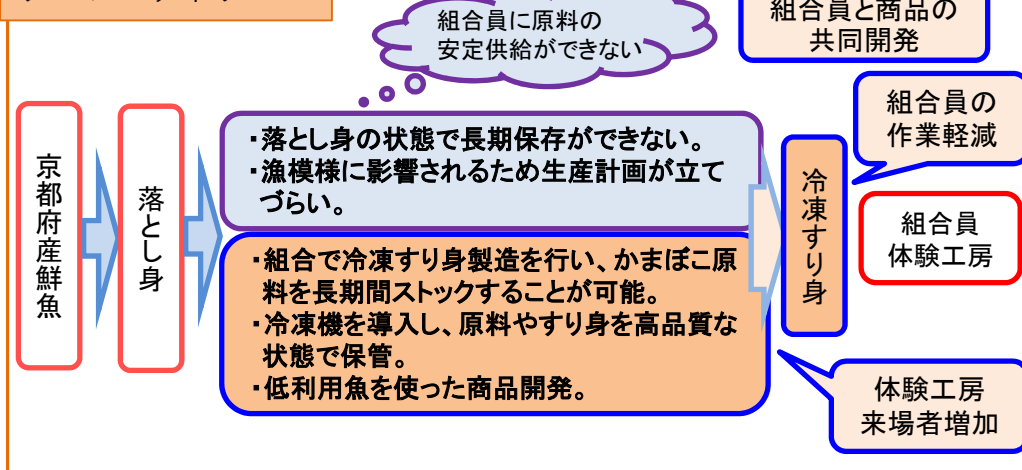 組合員に原料の
安定供給ができない
組合員と商品の
共同開発
京都府産鮮魚
落とし身
・落とし身の状態で長期保存ができない。
・漁模様に影響されるため生産計画が立て
づらい。
・組合で冷凍すり身製造を行い、かまぼこ原
料を長期間ストックすることが可能。
・冷凍機を導入し、原料やすり身を高品質な
状態で保管。
・低利用魚を使った商品開発。
冷凍すり身
組合員の
作業軽減
組合員
体験工房
体験工房
来場者増加